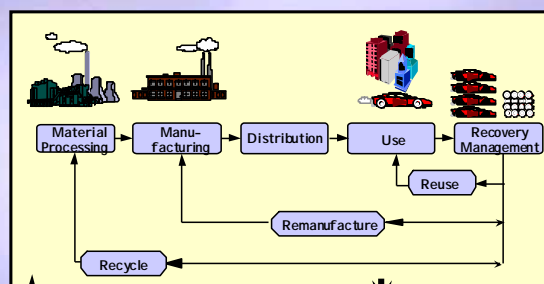 Material
Processing
Manu-
facturing
Distribution
Use
Recovery
Management
Reuse
Remanufacture
Recycle